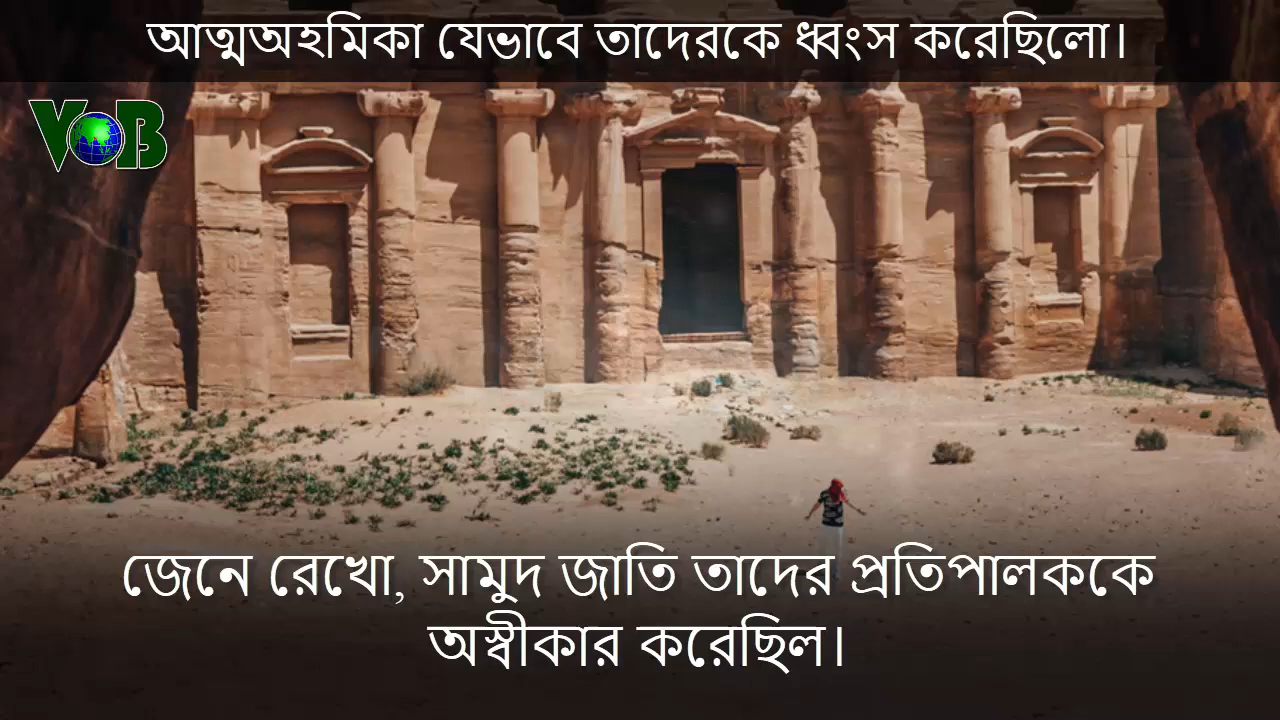 আত্মঅহমিকা যেভাবে তাদেরকে ধ্বংস করেছিলো।
VOB
জেনে রেখো, সামুদ জাতি তাদের প্রতিপালককে
অস্বীকার করেছিল।